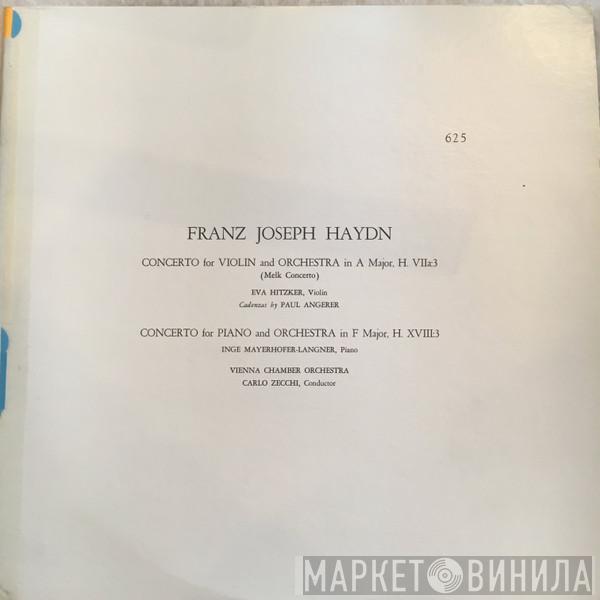 625
FRANZ JOSEPH HAYDN
CONCERTO for VIOLIN and ORCHESTRA in A Major, H. VIIa:3
(Melk Concerto)
EVA HITZKER, Violin
Cadenzas by PAUL ANGERER
CONCERTO for PIANO and ORCHESTRA in F Major, H. XVIII:3
INGE MAYERHOFER-LANGNER, Piano
VIENNA CHAMBER ORCHESTRA
CARLO ZECCHI, Conductor
МАРКЕТ ВИНИЛА